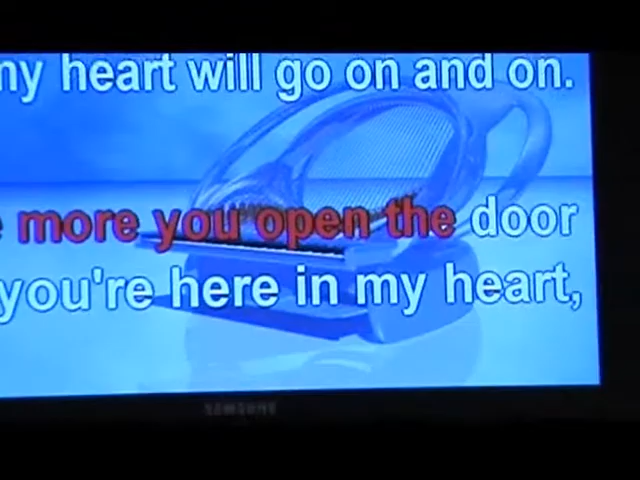 my heart will go on and on.
more you open the door
you're here in my heart,
SAMSUNG